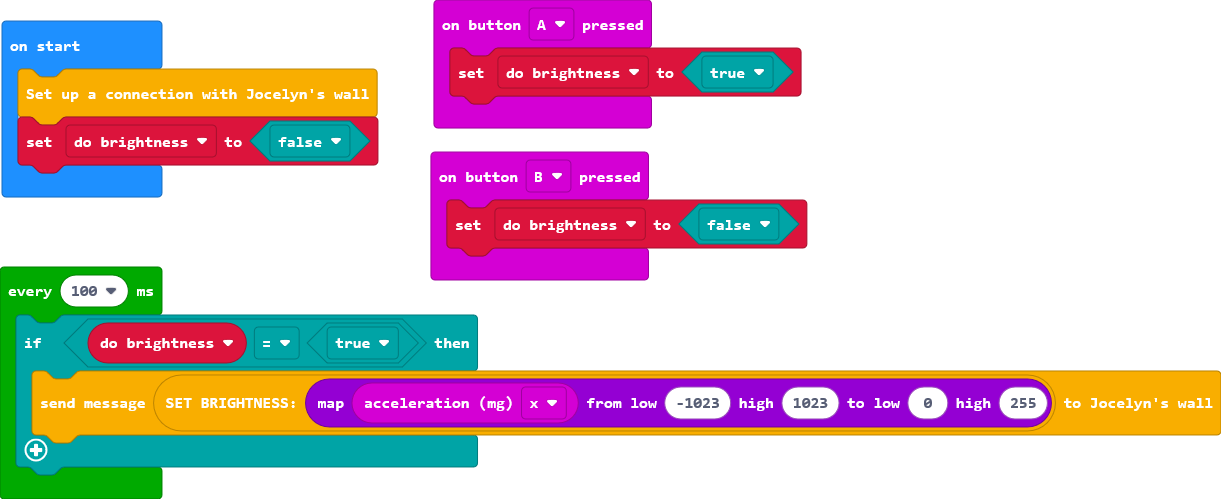 on start
Set up a connection with Jocelyn's wall
set do brightness to false
on button A pressed
set do brightness to true
on button B pressed
set do brightness to false
every 100 ms
if do brightness = true then
send message SET BRIGHTNESS: map acceleration (mg) x from low -1023 high 1023 to low 0 high 255 to Jocelyn's wall